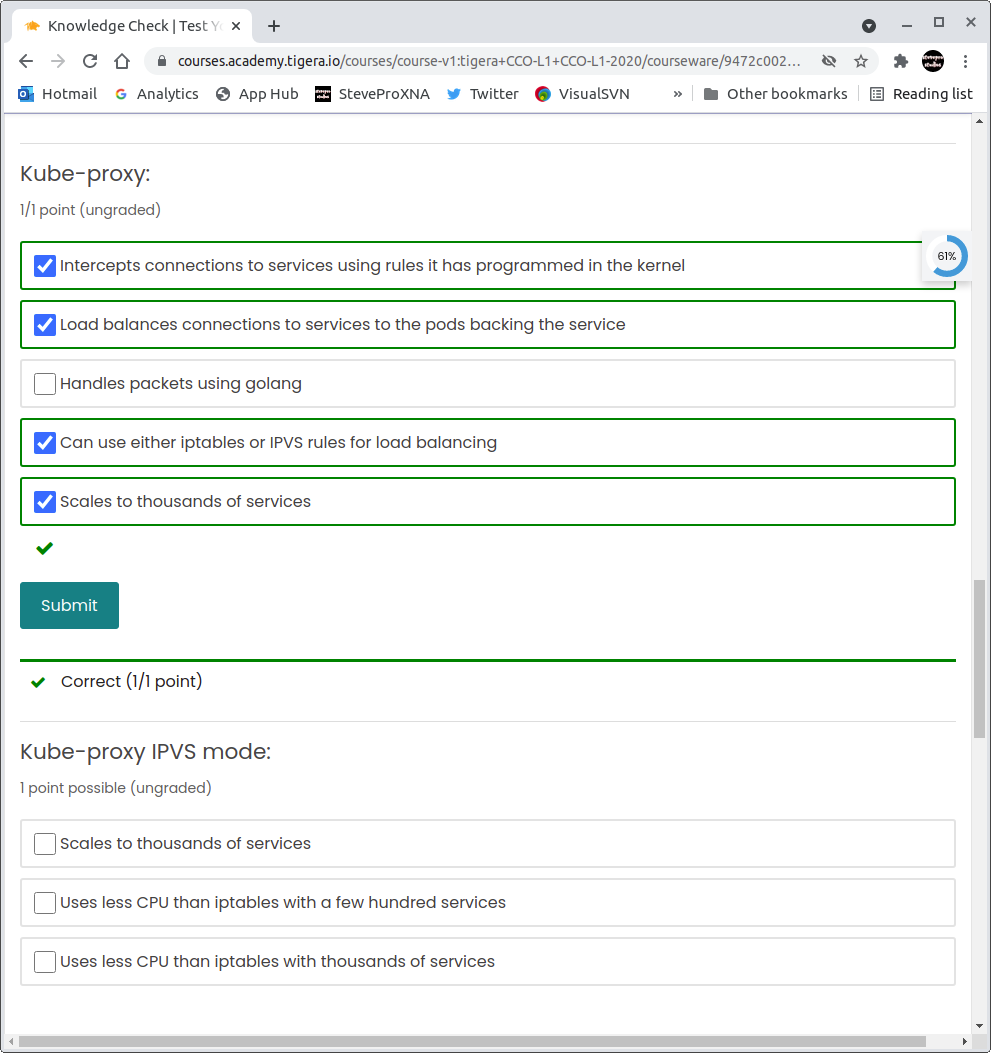 Knowledge Check | Test Yo
courses.academy.tigera.io/courses/course-v1:tigera+CCO-L1+CCO-L1-2020/courseware/9472c002...
Hotmail Analytics App Hub SteveProXNA Twitter VisualSVN » Other bookmarks Reading list
Kube-proxy:
1/1 point (ungraded)
Intercepts connections to services using rules it has programmed in the kernel
61%
Load balances connections to services to the pods backing the service
Handles packets using golang
Can use either iptables or IPVS rules for load balancing
Scales to thousands of services
Submit
Correct (1/1 point)
Kube-proxy IPVS mode:
1 point possible (ungraded)
Scales to thousands of services
Uses less CPU than iptables with a few hundred services
Uses less CPU than iptables with thousands of services